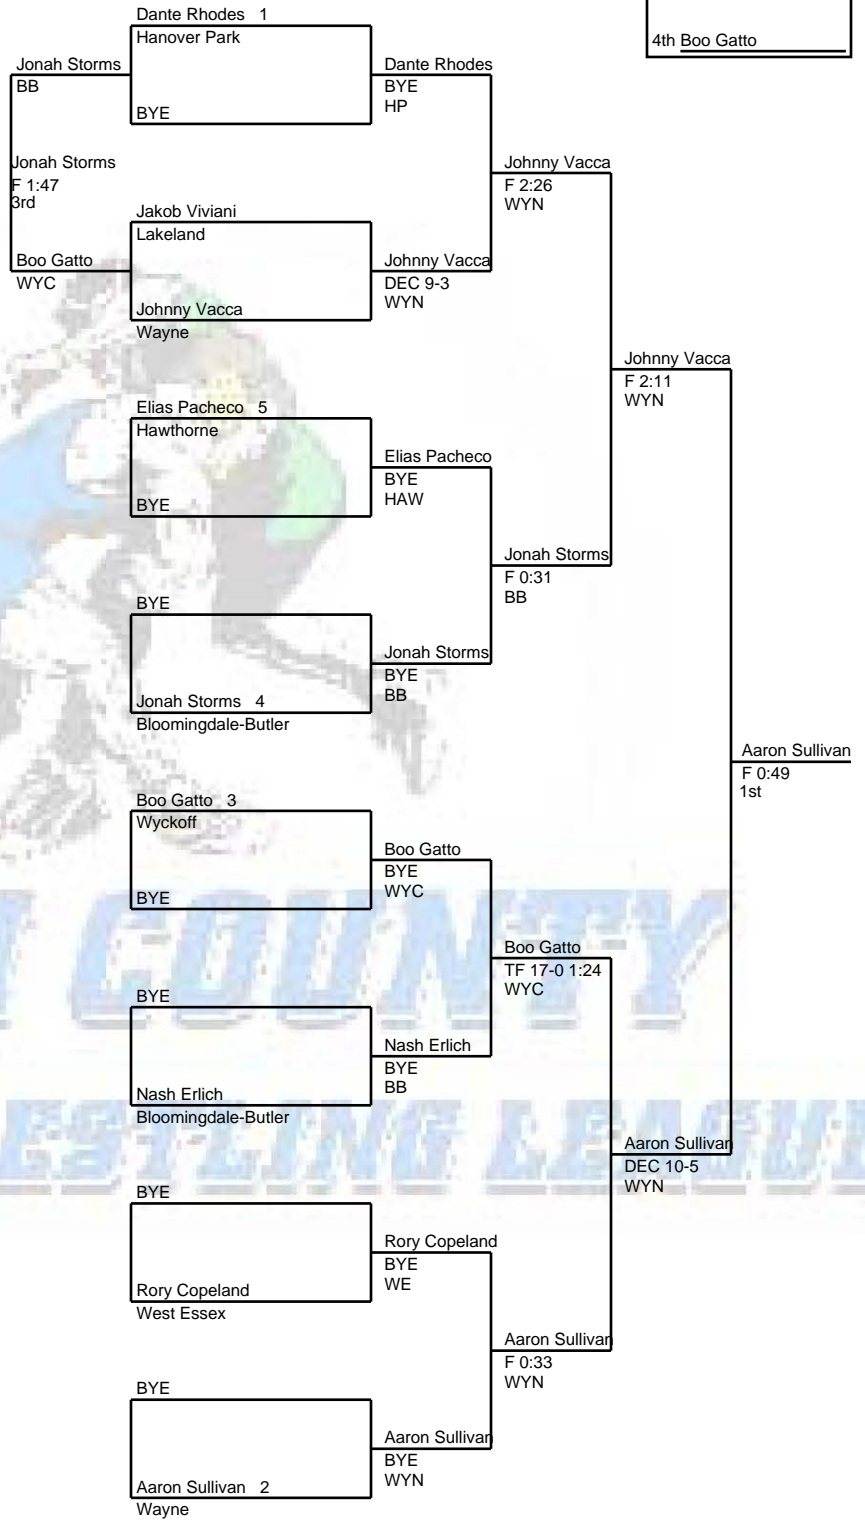 Dante Rhodes 1
Hanover Park
4th Boo Gatto
Jonah Storms
BB
Dante Rhodes
BYE
HP
BYE
Jonah Storms
F 1:47
3rd
Johnny Vacca
F 2:26
WYN
Jakob Viviani
Lakeland
Boo Gatto
WYC
Johnny Vacca
DEC 9-3
WYN
Johnny Vacca
Wayne
Johnny Vacca
F 2:11
WYN
Elias Pacheco 5
Hawthorne
Elias Pacheco
BYE
HAW
BYE
Jonah Storms
F 0:31
BB
BYE
Jonah Storms
BYE
BB
Jonah Storms 4
Bloomingdale-Butler
Aaron Sullivan
F 0:49
1st
Boo Gatto 3
Wyckoff
Boo Gatto
BYE
WYC
BYE
COUNTY
Boo Gatto
TF 17-0 1:24
WYC
BYE
Nash Erlich
BYE
BB
Nash Erlich
Bloomingdale-Butler
ESTLING LEAGU
Aaron Sullivan
DEC 10-5
WYN
BYE
Rory Copeland
BYE
WE
Rory Copeland
West Essex
Aaron Sullivan
F 0:33
WYN
BYE
Aaron Sullivan
BYE
WYN
Aaron Sullivan 2
Wayne